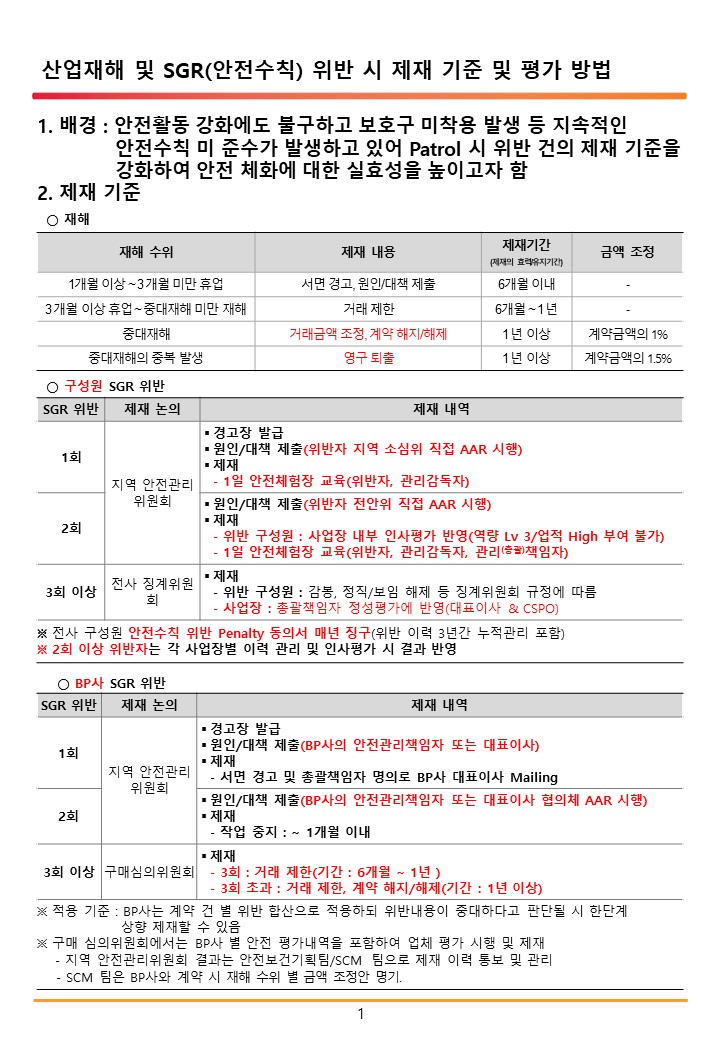 산업재해 및 SGR(안전수칙) 위반 시 제재 기준 및 평가 방법
1. 배경 : 안전활동 강화에도 불구하고 보호구 미착용 발생 등 지속적인
안전수칙 미 준수가 발생하고 있어 Patrol 시 위반 건의 제재 기준을
강화하여 안전 체화에 대한 실효성을 높이고자 함
2. 제재 기준
○ 재해
재해 수위 제재 내용 제재기간 금액 조정
(제재의 효력유지기간)
1개월 이상~3개월 미만 휴업 서면 경고, 원인/대책 제출 6개월 이내 -
3개월 이상 휴업~중대재해 미만 재해 거래 제한 6개월~1년 -
중대재해 거래금액 조정, 계약 해지/해제 1년 이상 계약금액의 1%
중대재해의 중복 발생 영구 퇴출 1년 이상 계약금액의 1.5%
○ 구성원 SGR 위반
SGR 위반 제재 논의 제재 내역
1회
지역 안전관리
위원회
▪ 경고장 발급
▪ 원인/대책 제출(위반자 지역 소심위 직접 AAR 시행)
▪ 제재
- 1일 안전체험장 교육(위반자, 관리감독자)
2회
▪ 원인/대책 제출(위반자 전안위 직접 AAR 시행)
▪ 제재
- 위반 구성원 : 사업장 내부 인사평가 반영(역량 Lv 3/업적 High 부여 불가)
- 1일 안전체험장 교육(위반자, 관리감독자, 관리(총괄)책임자)
3회 이상
전사 징계위원
회
▪ 제재
- 위반 구성원 : 감봉, 정직/보임 해제 등 징계위원회 규정에 따름
- 사업장 : 총괄책임자 정성평가에 반영(대표이사 & CSPO)
※ 전사 구성원 안전수칙 위반 Penalty 동의서 매년 징구(위반 이력 3년간 누적관리 포함)
※ 2회 이상 위반자는 각 사업장별 이력 관리 및 인사평가 시 결과 반영
○ BP사 SGR 위반
SGR 위반 제재 논의 제재 내역
1회
지역 안전관리
위원회
▪ 경고장 발급
▪ 원인/대책 제출(BP사의 안전관리책임자 또는 대표이사)
▪ 제재
- 서면 경고 및 총괄책임자 명의로 BP사 대표이사 Mailing
2회
▪ 원인/대책 제출(BP사의 안전관리책임자 또는 대표이사 협의체 AAR 시행)
▪ 제재
- 작업 중지 : ~ 1개월 이내
3회 이상 구매심의위원회
▪ 제재
- 3회 : 거래 제한(기간 : 6개월 ~ 1년 )
- 3회 초과 : 거래 제한, 계약 해지/해제(기간 : 1년 이상)
※ 적용 기준 : BP사는 계약 건 별 위반 합산으로 적용하되 위반내용이 중대하다고 판단될 시 한단계
상향 제재할 수 있음
※ 구매 심의위원회에서는 BP사 별 안전 평가내역을 포함하여 업체 평가 시행 및 제재
- 지역 안전관리위원회 결과는 안전보건기획팀/SCM 팀으로 제재 이력 통보 및 관리
- SCM 팀은 BP사와 계약 시 재해 수위 별 금액 조정안 명기.
1